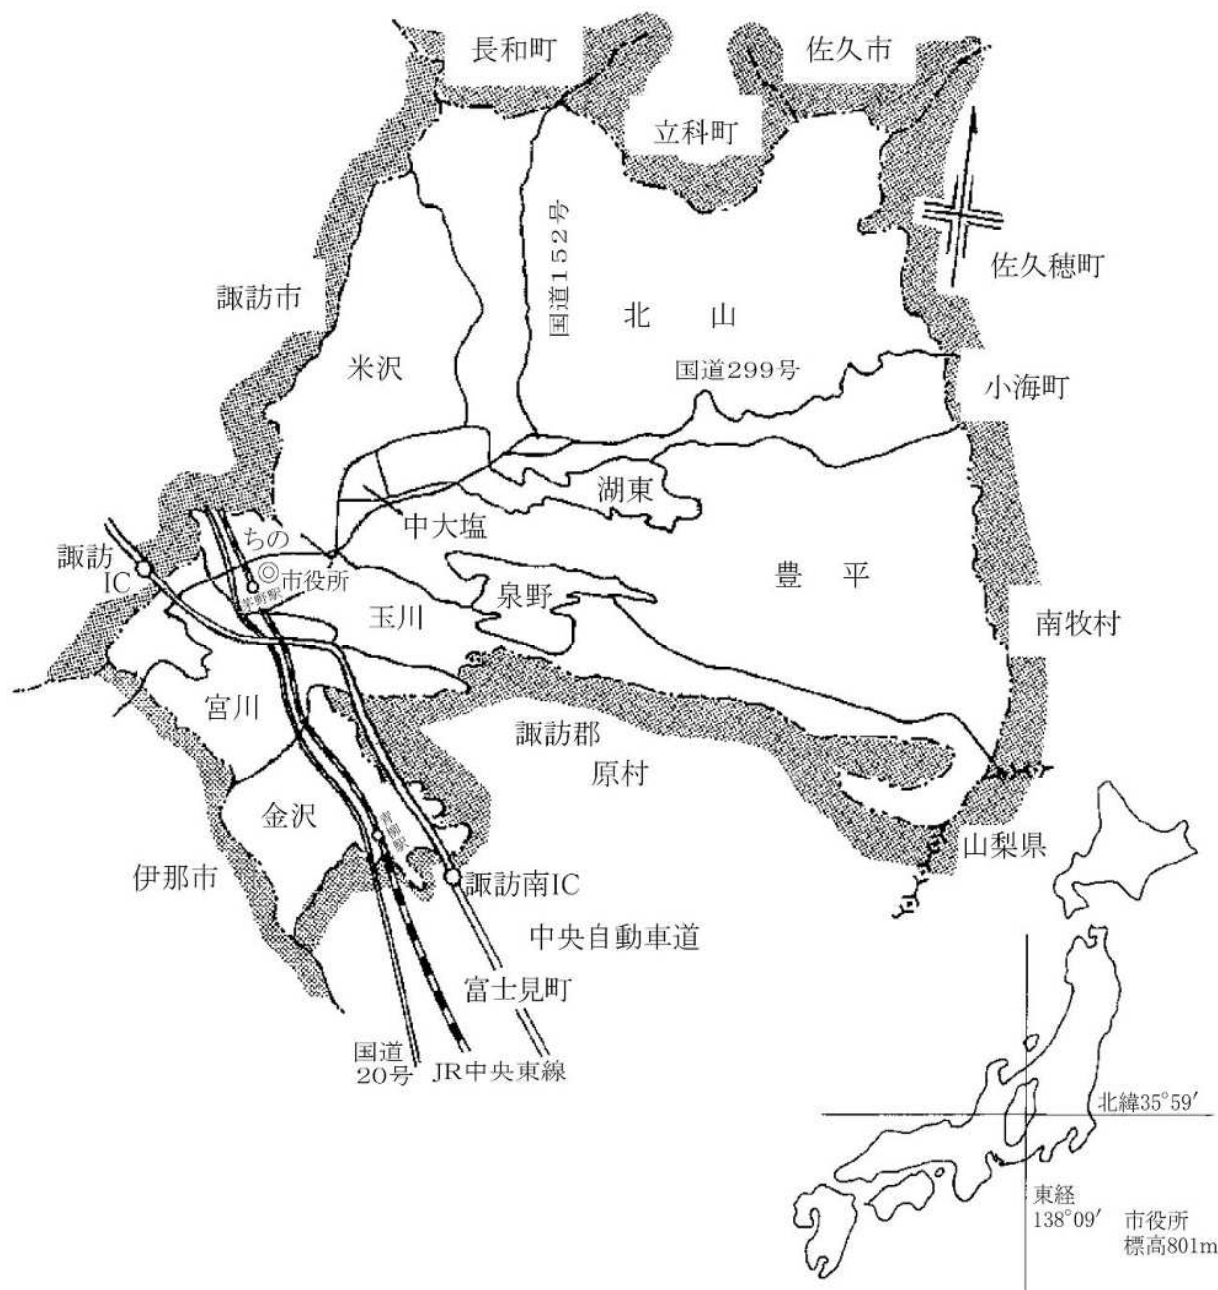 長和町
佐久市
立科町
国道152号
佐久穂町
諏訪市
北山
米沢
国道299号
小海町
湖東
中大塩
ちの
諏訪
IC
市役所
茅野駅
泉野
豊平
玉川
南牧村
宮川
諏訪郡
原村
金沢
青柳駅
山梨県
伊那市
諏訪南IC
中央自動車道
富士見町
国道
20号
JR中央東線
北緯35°59′
東経
138°09′
市役所
標高801m